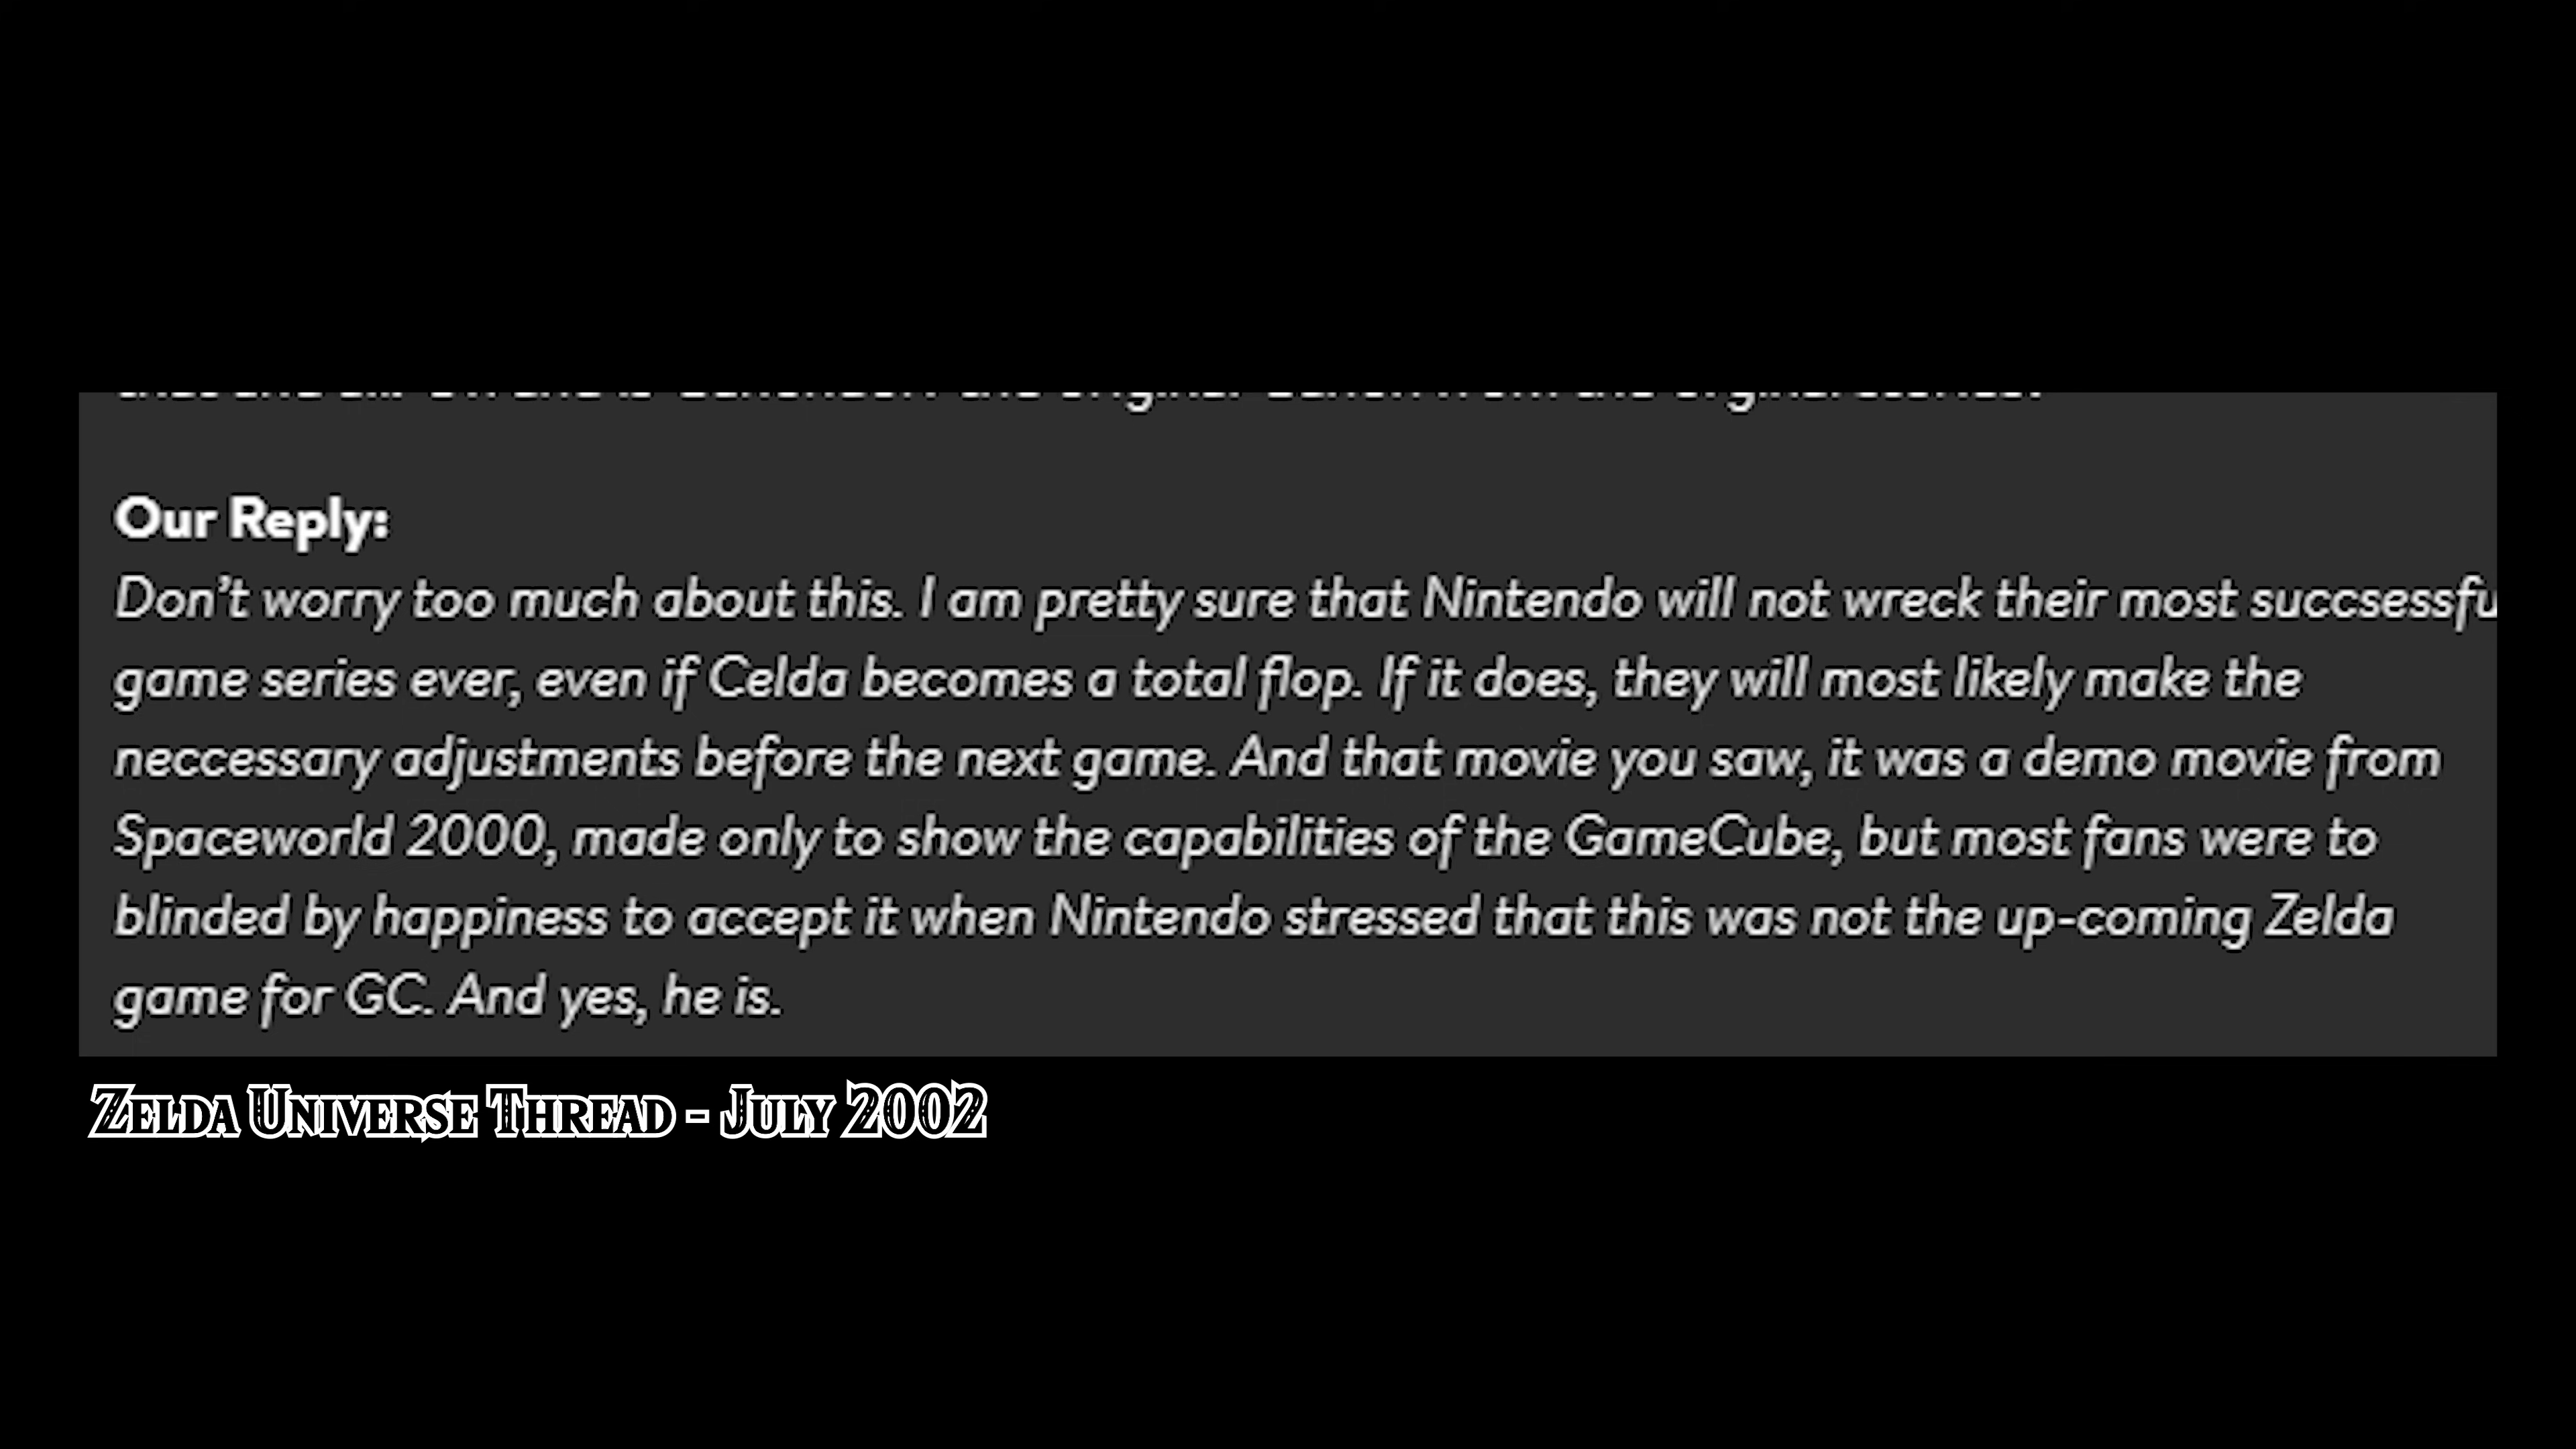 Our Reply:
Don't worry too much about this. I am pretty sure that Nintendo will not wreck their most succsessfu
game series ever, even if Celda becomes a total flop. If it does, they will most likely make the
neccessary adjustments before the next game. And that movie you saw, it was a demo movie from
Spaceworld 2000, made only to show the capabilities of the GameCube, but most fans were to
blinded by happiness to accept it when Nintendo stressed that this was not the up-coming Zelda
game for GC. And yes, he is.
Zelda Universe Thread - July 2002